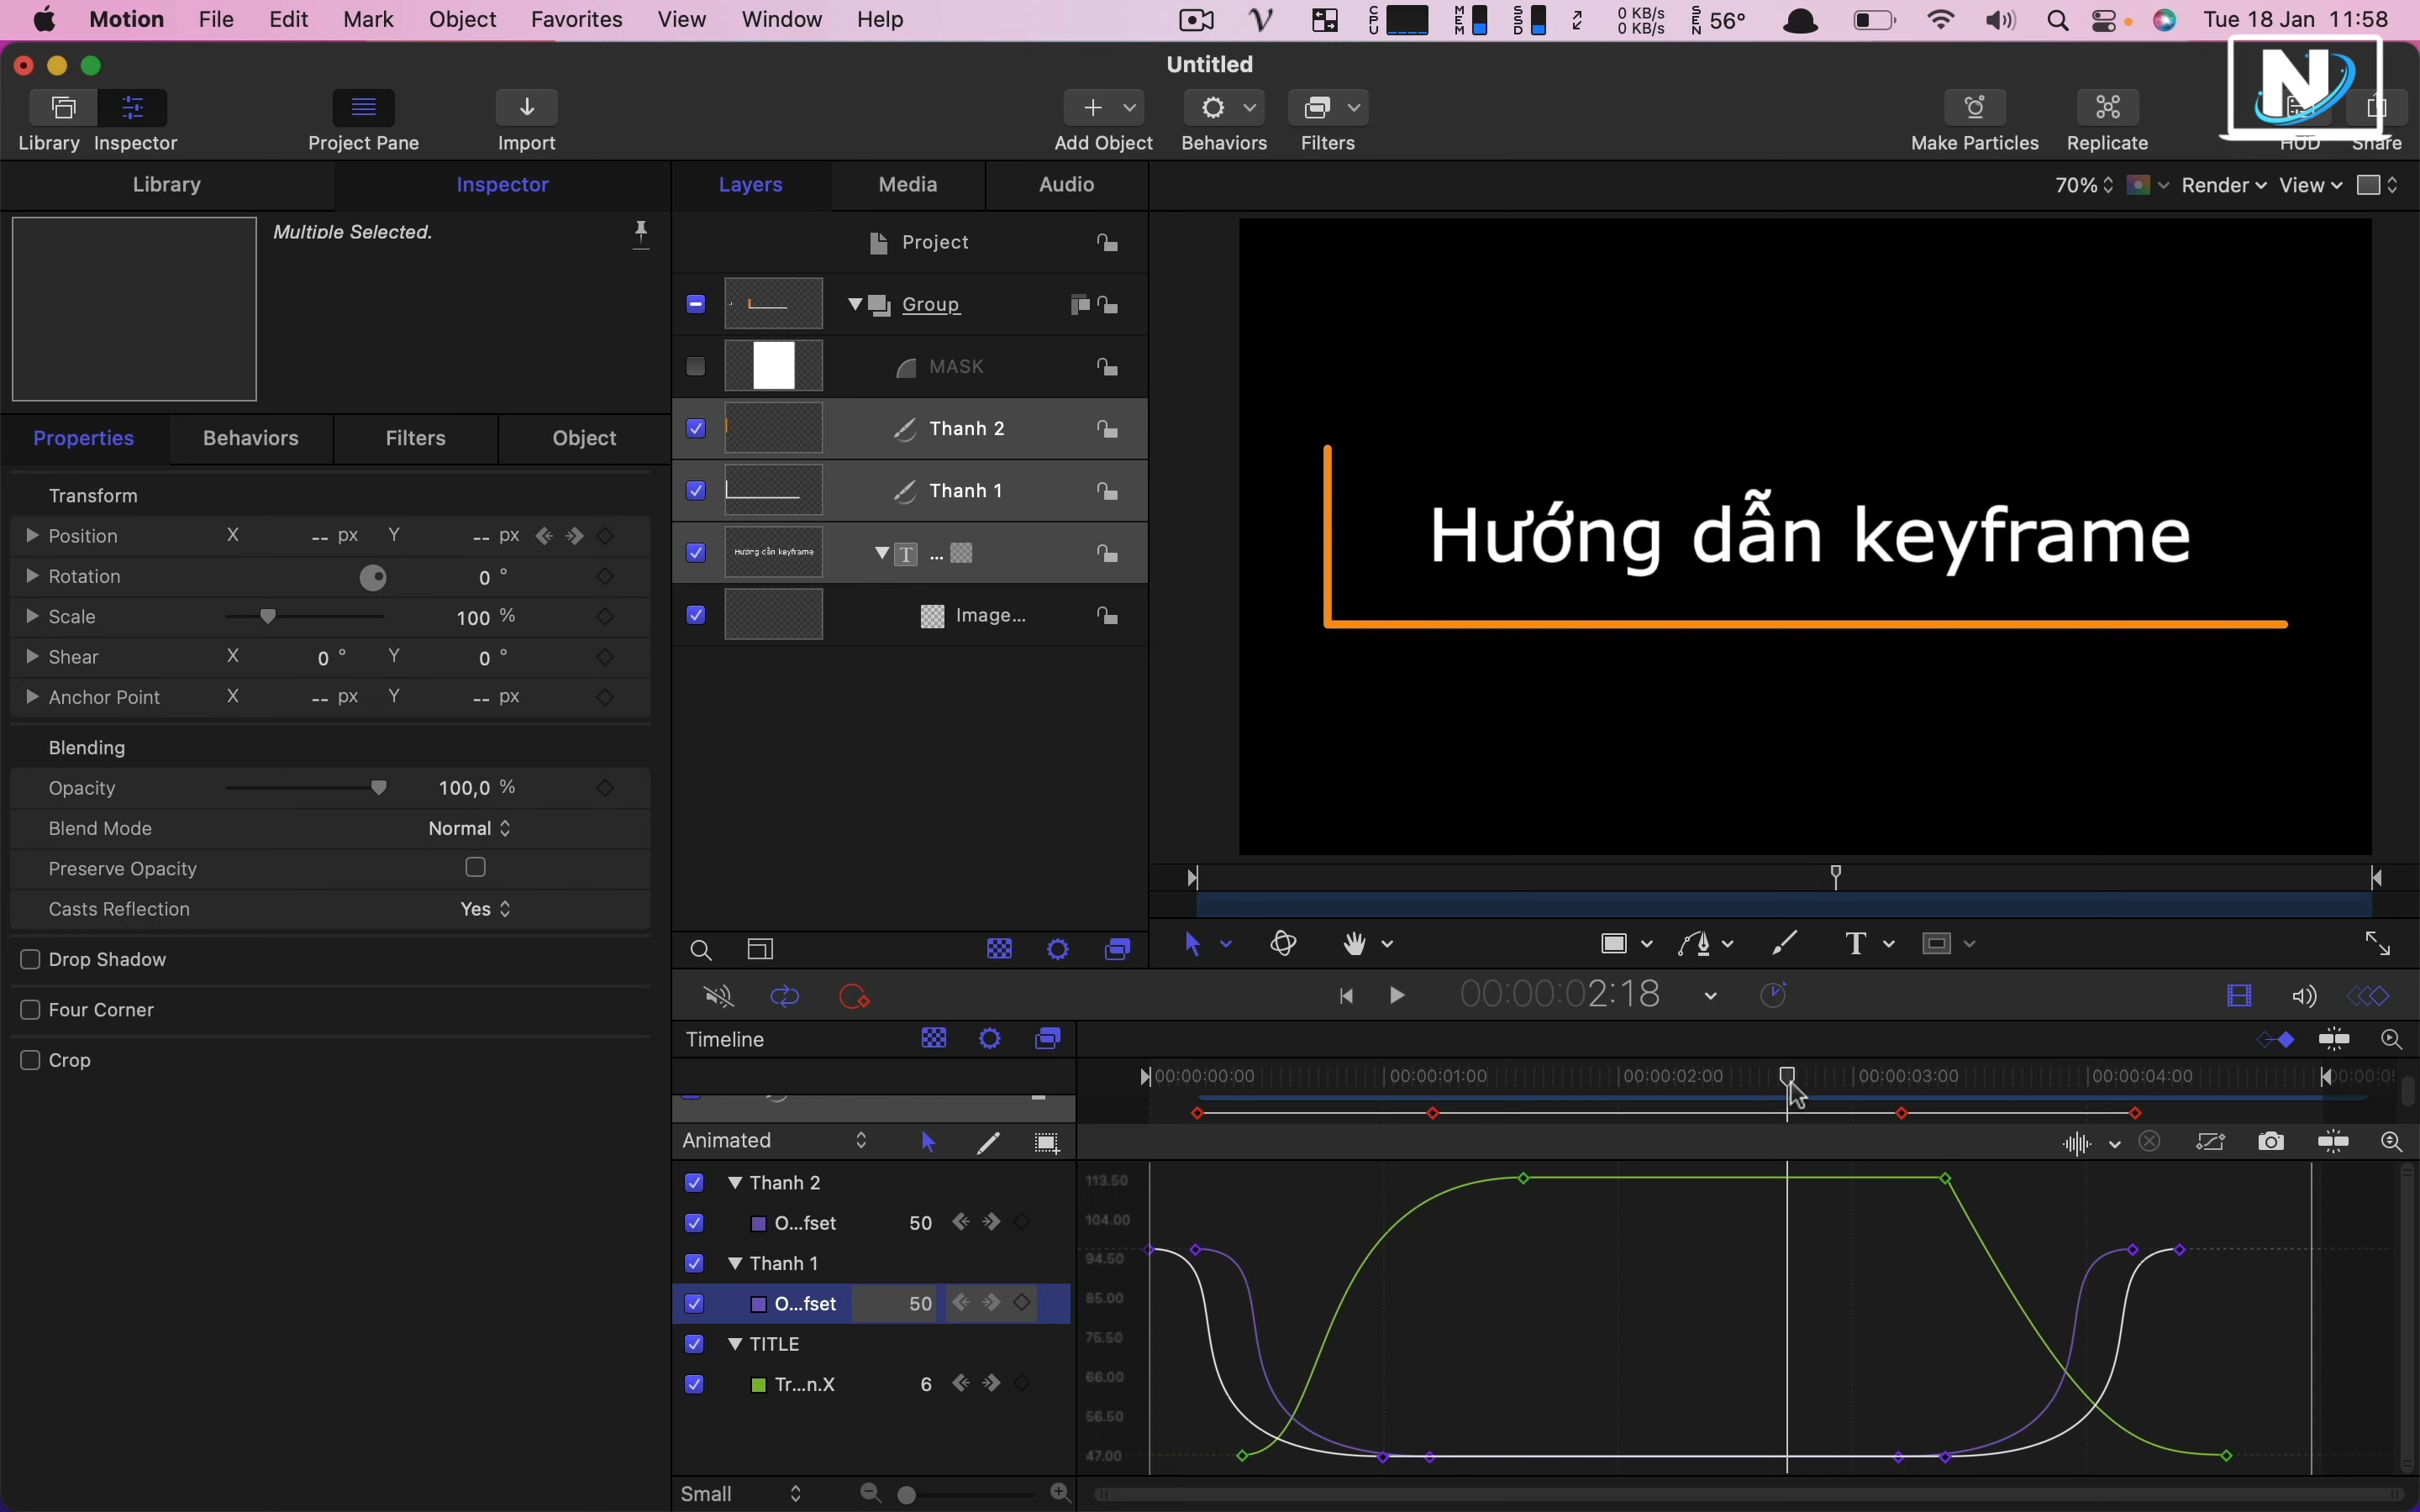 Motion File Edit Mark Object Favorites View Window Help
CPU MEM SSD 0 KB/s 0 KB/s SEN 56° Tue 18 Jan 11:58
Untitled
N
Library Inspector Project Pane Import Add Object Behaviors Filters Make Particles Replicate HUD Share
Library Inspector Layers Media Audio 70% Render View
Multiple Selected.
Project
Group
MASK
Thanh 2
Thanh 1
Hướng dẫn keyframe
T ...
Image...
Properties Behaviors Filters Object
Transform
Position X -- px Y -- px
Rotation 0 °
Scale 100 %
Shear X 0 ° Y 0 °
Anchor Point X -- px Y -- px
Blending
Opacity 100,0 %
Blend Mode Normal
Preserve Opacity
Casts Reflection Yes
Drop Shadow
Four Corner
Crop
Hướng dẫn keyframe
T
00:00:02:18
Timeline
00:00:00:00 00:00:01:00 00:00:02:00 00:00:03:00 00:00:04:00
Animated
Thanh 2
O...fset 50
Thanh 1
O...fset 50
TITLE
Tr...n.X 6
113.50
104.00
94.50
85.00
75.50
66.00
56.50
47.00
Small